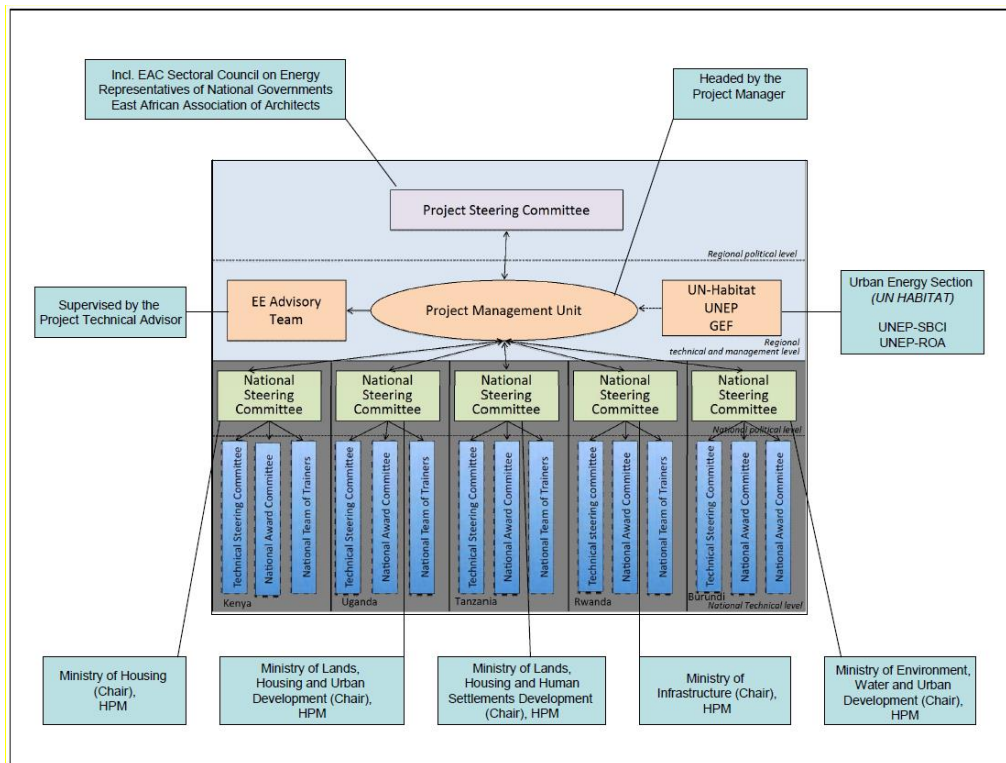 Incl. EAC Sectoral Council on Energy
Representatives of National Governments
East African Association of Architects
Headed by the
Project Manager
Project Steering Committee
Regional political level
Supervised by the
Project Technical Advisor
EE Advisory
Team
Project Management Unit
UN-Habitat
UNEP
GEF
Urban Energy Section
(UN HABITAT)
UNEP-SBCI
UNEP-ROA
Regional
technical and management level
National
Steering
Committee
National
Steering
Committee
National
Steering
Committee
National
Steering
Committee
National
Steering
Committee
National political level
Technical Steering Committee
National Award Committee
National Team of Trainers
Technical Steering Committee
National Award Committee
National Team of Trainers
Technical Steering Committee
National Award Committee
National Team of Trainers
Technical steering committee
National Award Committee
National Team of Trainers
Technical Steering Committee
National Award Committee
National Award Committee
Kenya
Uganda
Tanzania
Rwanda
Burundi
National Technical level
Ministry of Housing
(Chair),
HPM
Ministry of Lands,
Housing and Urban
Development (Chair),
HPM
Ministry of Lands,
Housing and Human
Settlements Development
(Chair), HPM
Ministry of
Infrastructure (Chair),
HPM
Ministry of Environment,
Water and Urban
Development (Chair),
HPM